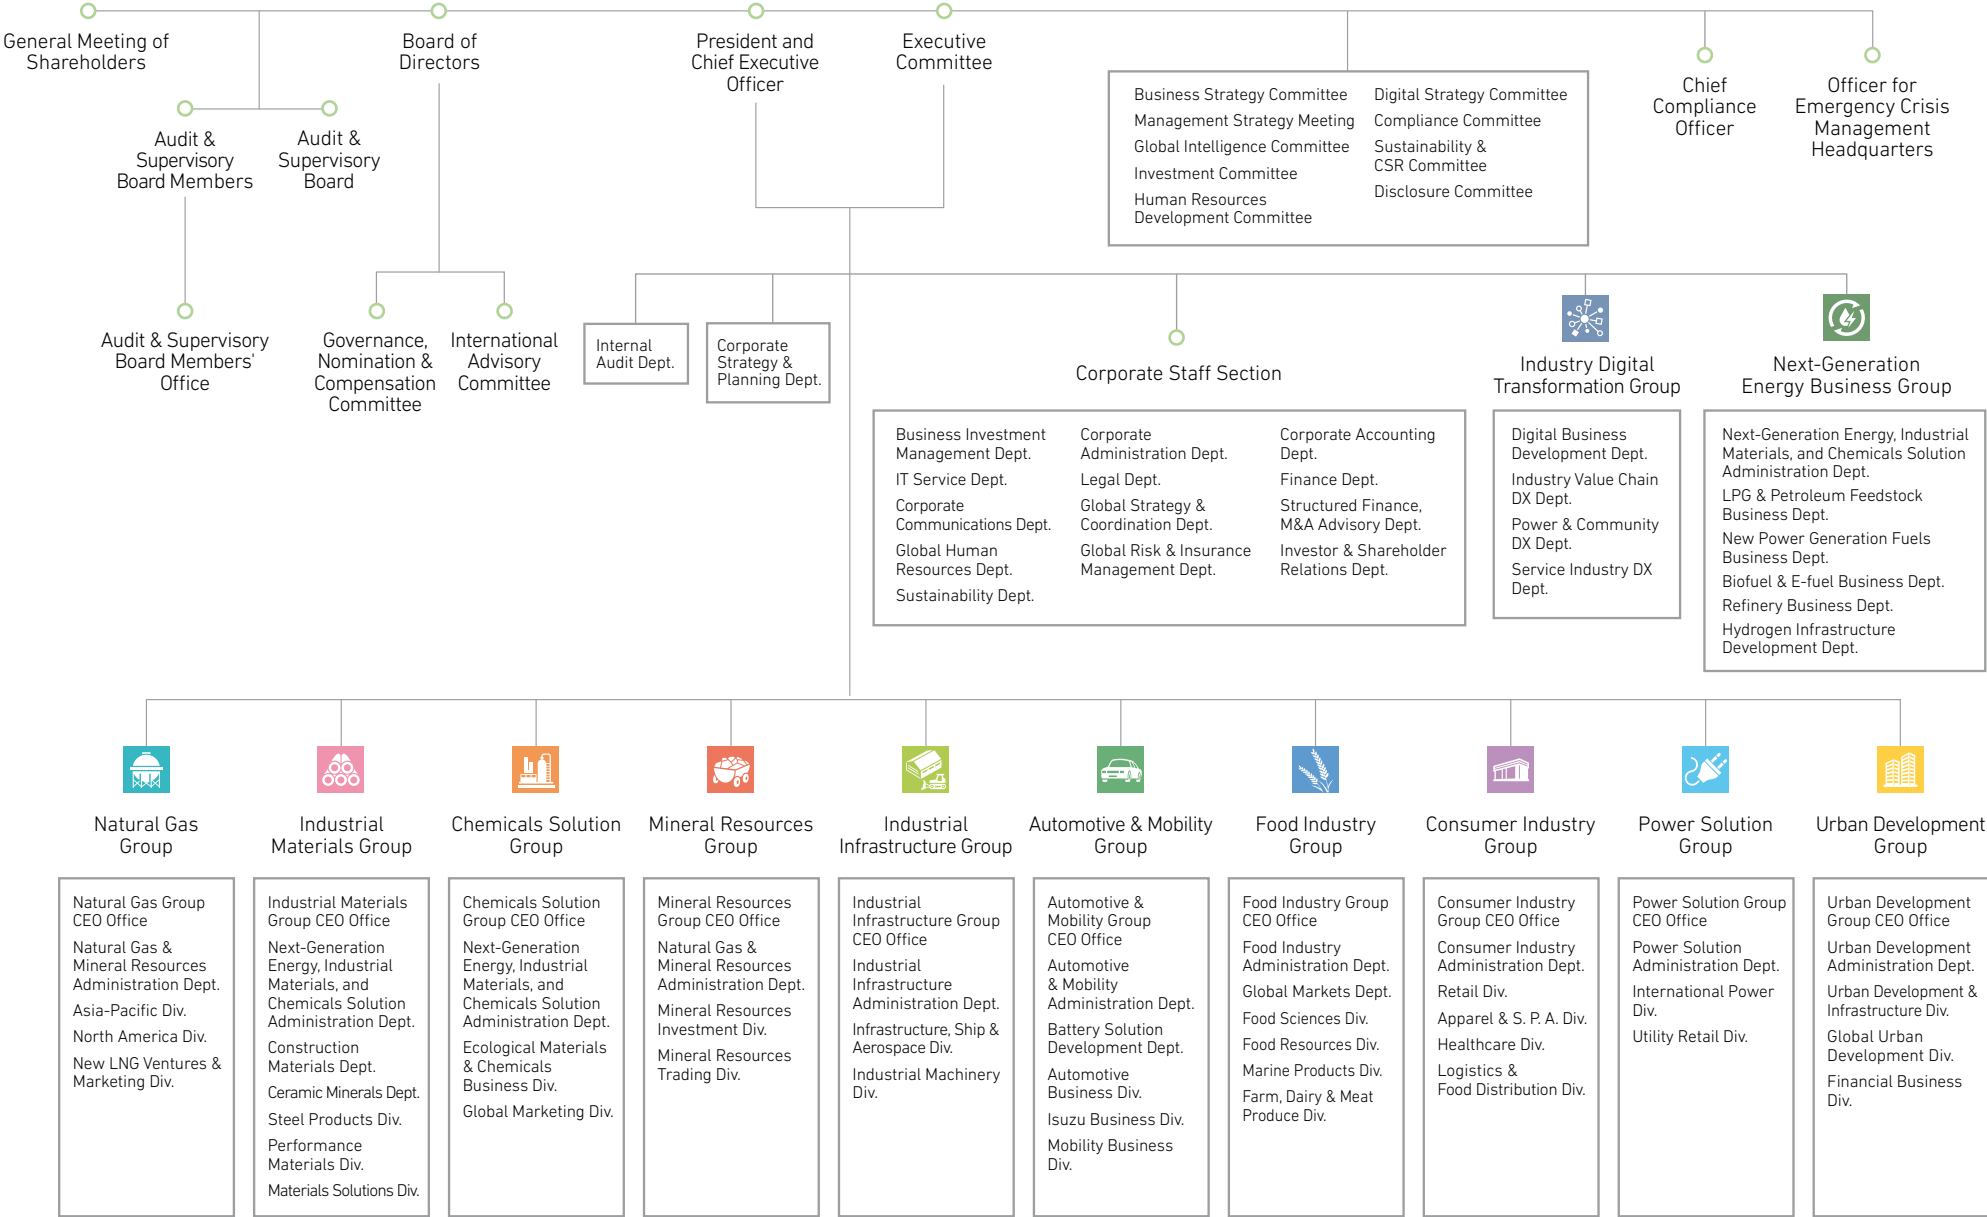 General Meeting of
Shareholders
Board of
Directors
President and
Chief Executive
Officer
Executive
Committee
Business Strategy Committee
Management Strategy Meeting
Global Intelligence Committee
Investment Committee
Human Resources
Development Committee
Digital Strategy Committee
Compliance Committee
Sustainability &
CSR Committee
Disclosure Committee
Chief
Compliance
Officer
Officer for
Emergency Crisis
Management
Headquarters
Audit &
Supervisory
Board Members
Audit &
Supervisory
Board
Audit & Supervisory
Board Members'
Office
Governance,
Nomination &
Compensation
Committee
International
Advisory
Committee
Internal
Audit Dept.
Corporate
Strategy &
Planning Dept.
Corporate Staff Section
Business Investment
Management Dept.
IT Service Dept.
Corporate
Communications Dept.
Global Human
Resources Dept.
Sustainability Dept.
Corporate
Administration Dept.
Legal Dept.
Global Strategy &
Coordination Dept.
Global Risk & Insurance
Management Dept.
Corporate Accounting
Dept.
Finance Dept.
Structured Finance,
M&A Advisory Dept.
Investor & Shareholder
Relations Dept.
Industry Digital
Transformation Group
Digital Business
Development Dept.
Industry Value Chain
DX Dept.
Power & Community
DX Dept.
Service Industry DX
Dept.
Next-Generation
Energy Business Group
Next-Generation Energy, Industrial
Materials, and Chemicals Solution
Administration Dept.
LPG & Petroleum Feedstock
Business Dept.
New Power Generation Fuels
Business Dept.
Biofuel & E-fuel Business Dept.
Refinery Business Dept.
Hydrogen Infrastructure
Development Dept.
Natural Gas
Group
Natural Gas Group
CEO Office
Natural Gas &
Mineral Resources
Administration Dept.
Asia-Pacific Div.
North America Div.
New LNG Ventures &
Marketing Div.
Industrial
Materials Group
Industrial Materials
Group CEO Office
Next-Generation
Energy, Industrial
Materials, and
Chemicals Solution
Administration Dept.
Construction
Materials Dept.
Ceramic Minerals Dept.
Steel Products Div.
Performance
Materials Div.
Materials Solutions Div.
Chemicals Solution
Group
Chemicals Solution
Group CEO Office
Next-Generation
Energy, Industrial
Materials, and
Chemicals Solution
Administration Dept.
Ecological Materials
& Chemicals
Business Div.
Global Marketing Div.
Mineral Resources
Group
Mineral Resources
Group CEO Office
Natural Gas &
Mineral Resources
Administration Dept.
Mineral Resources
Investment Div.
Mineral Resources
Trading Div.
Industrial
Infrastructure Group
Industrial
Infrastructure Group
CEO Office
Industrial
Infrastructure
Administration Dept.
Infrastructure, Ship &
Aerospace Div.
Industrial Machinery
Div.
Automotive & Mobility
Group
Automotive &
Mobility Group
CEO Office
Automotive
& Mobility
Administration Dept.
Battery Solution
Development Dept.
Automotive
Business Div.
Isuzu Business Div.
Mobility Business
Div.
Food Industry
Group
Food Industry Group
CEO Office
Food Industry
Administration Dept.
Global Markets Dept.
Food Sciences Div.
Food Resources Div.
Marine Products Div.
Farm, Dairy & Meat
Produce Div.
Consumer Industry
Group
Consumer Industry
Group CEO Office
Consumer Industry
Administration Dept.
Retail Div.
Apparel & S. P. A. Div.
Healthcare Div.
Logistics &
Food Distribution Div.
Power Solution
Group
Power Solution Group
CEO Office
Power Solution
Administration Dept.
International Power
Div.
Utility Retail Div.
Urban Development
Group
Urban Development
Group CEO Office
Urban Development
Administration Dept.
Urban Development &
Infrastructure Div.
Global Urban
Development Div.
Financial Business
Div.